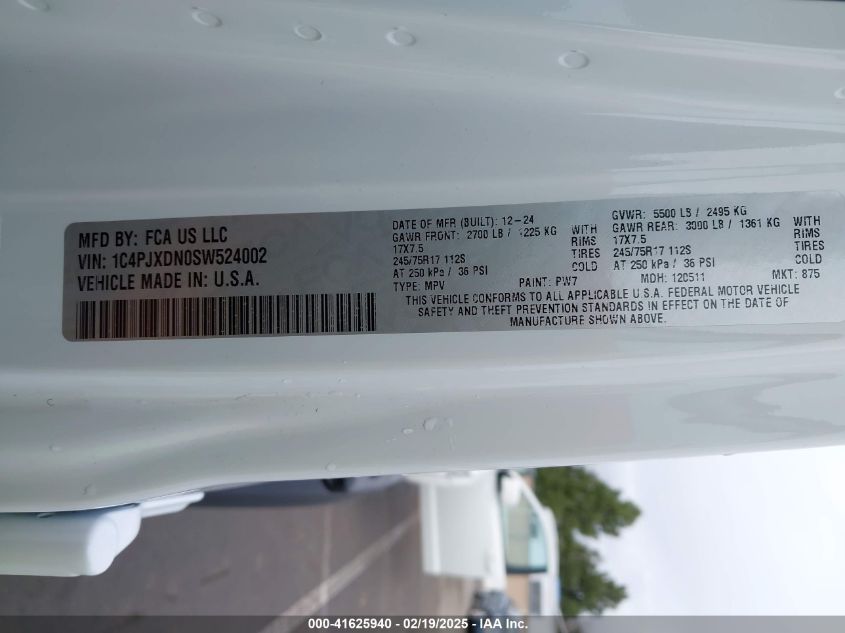 MFD BY: FCA US LLC
VIN: 1C4PJXDN0SW524002
VEHICLE MADE IN: U.S.A.
DATE OF MFR (BUILT): 12-24
GAWR FRONT: 2700 LB / 1225 KG WITH
17X7.5 RIMS
245/75R17 112S TIRES
AT 250 kPa / 36 PSI COLD
GVWR: 5500 LB / 2495 KG
GAWR REAR: 3000 LB / 1361 KG WITH
17X7.5 RIMS
245/75R17 112S TIRES
AT 250 kPa / 36 PSI COLD
TYPE: MPV PAINT: PW7 MDH: 120511 MKT: 875
THIS VEHICLE CONFORMS TO ALL APPLICABLE U.S.A. FEDERAL MOTOR VEHICLE
SAFETY AND THEFT PREVENTION STANDARDS IN EFFECT ON THE DATE OF
MANUFACTURE SHOWN ABOVE.
000-41625940 - 02/19/2025 - IAA Inc.